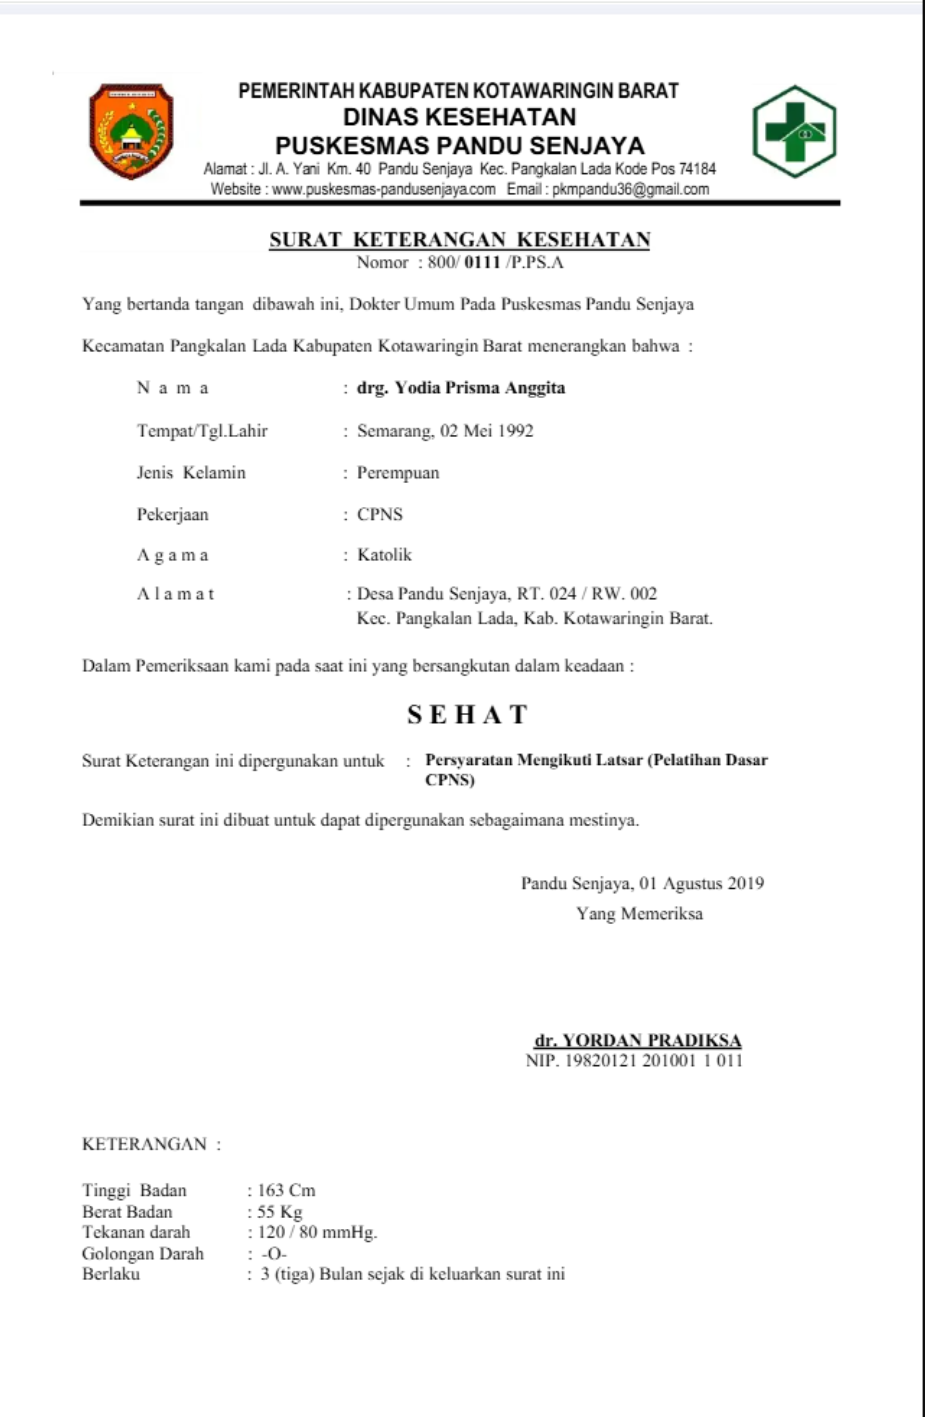 PEMERINTAH KABUPATEN KOTAWARINGIN BARAT
DINAS KESEHATAN
PUSKESMAS PANDU SENJAYA
Alamat : Jl. A. Yani Km. 40 Pandu Senjaya Kec. Pangkalan Lada Kode Pos 74184
Website : www.puskesmas-pandusenjaya.com Email : pkmpandu36@gmail.com
SURAT KETERANGAN KESEHATAN
Nomor : 800/ 0111 /P.PS.A
Yang bertanda tangan dibawah ini, Dokter Umum Pada Puskesmas Pandu Senjaya
Kecamatan Pangkalan Lada Kabupaten Kotawaringin Barat menerangkan bahwa :
N a m a : drg. Yodia Prisma Anggita
Tempat/Tgl.Lahir : Semarang, 02 Mei 1992
Jenis Kelamin : Perempuan
Pekerjaan : CPNS
A g a m a : Katolik
A l a m a t : Desa Pandu Senjaya, RT. 024 / RW. 002
Kec. Pangkalan Lada, Kab. Kotawaringin Barat.
Dalam Pemeriksaan kami pada saat ini yang bersangkutan dalam keadaan :
S E H A T
Surat Keterangan ini dipergunakan untuk : Persyaratan Mengikuti Latsar (Pelatihan Dasar
CPNS)
Demikian surat ini dibuat untuk dapat dipergunakan sebagaimana mestinya.
Pandu Senjaya, 01 Agustus 2019
Yang Memeriksa
dr. YORDAN PRADIKSA
NIP. 19820121 201001 1 011
KETERANGAN :
Tinggi Badan : 163 Cm
Berat Badan : 55 Kg
Tekanan darah : 120 / 80 mmHg.
Golongan Darah : -O-
Berlaku : 3 (tiga) Bulan sejak di keluarkan surat ini